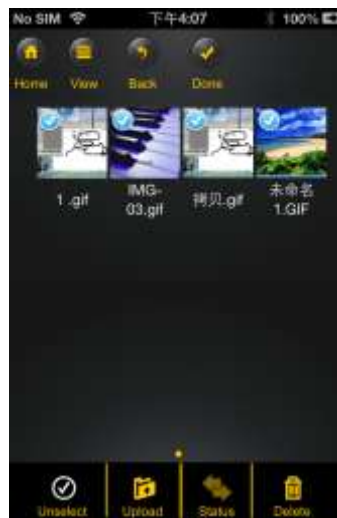 No SIM 下午4:07 100%
Home View Back Done
1 .gif IMG-03.gif 拷贝.gif 未命名1.GIF
Unselect Upload Status Delete